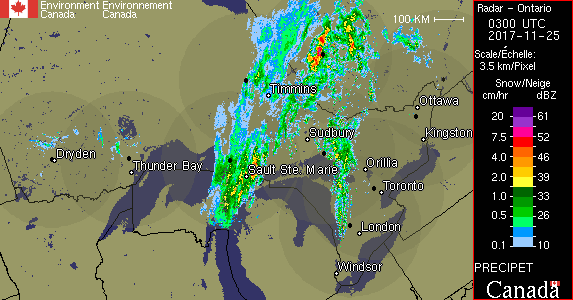 Environment Environnement
Canada Canada
100 KM
Timmins
Ottawa
Sudbury
Kingston
Dryden
Thunder Bay
Sault Ste. Marie
Orillia
Toronto
London
Windsor
Radar - Ontario
0300 UTC
2017-11-25
Scale/Échelle:
3.5 km/Pixel
Snow/Neige
cm/hr dBZ
20 61
7.5 52
4.0 46
2.0 39
1.0 33
0.5 26
0.1 10
PRECIPET
Canada